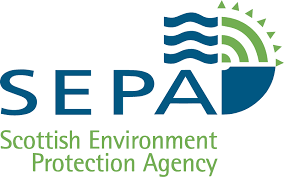 SEPA
Scottish Environment
Protection Agency